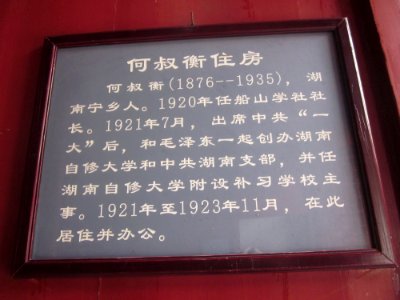 何叔衡住房
何叔衡(1876--1935)，湖
南宁乡人。1920年任船山学社社
长。1921年7月，出席中共“一
大”后，和毛泽东一起创办湖南
自修大学和中共湖南支部，并任
湖南自修大学附设补习学校主
事。1921年至1923年11月，在此
居住并办公。